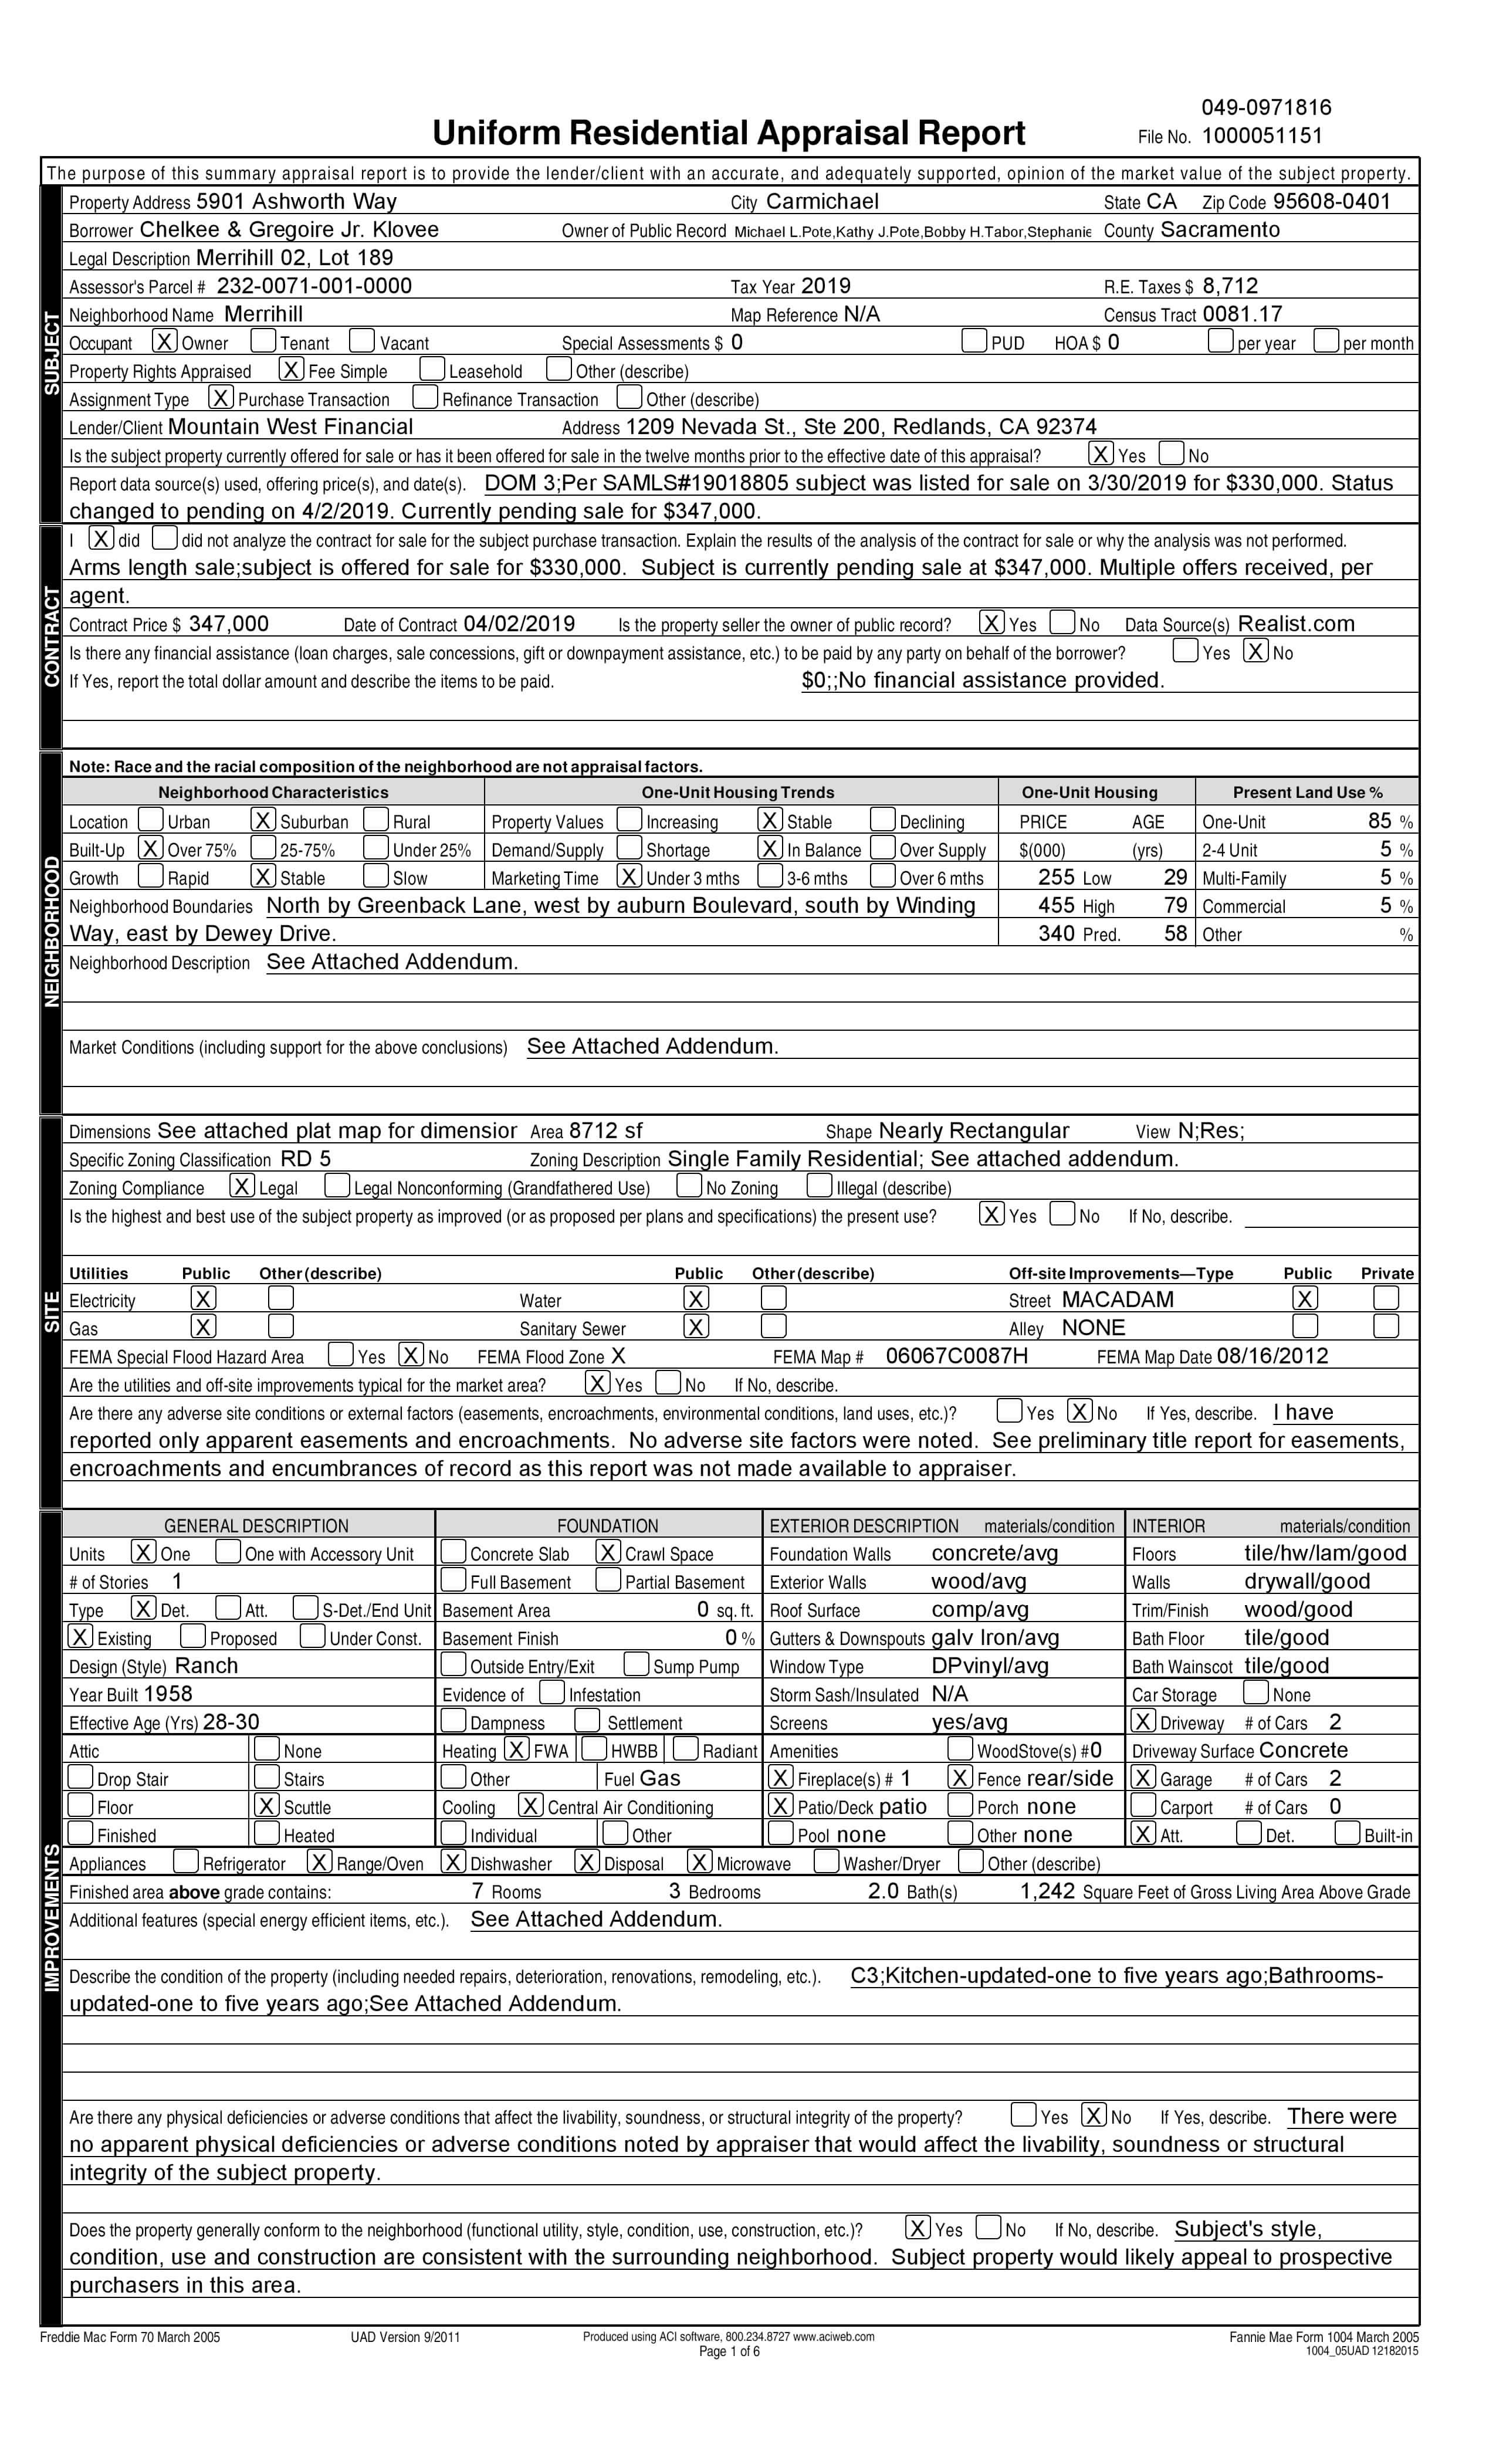 049-0971816
Uniform Residential Appraisal Report File No. 1000051151
The purpose of this summary appraisal report is to provide the lender/client with an accurate, and adequately supported, opinion of the market value of the subject property.
SUBJECT
Property Address 5901 Ashworth Way City Carmichael State CA Zip Code 95608-0401
Borrower Chelkee & Gregoire Jr. Klovee Owner of Public Record Michael L.Pote,Kathy J.Pote,Bobby H.Tabor,Stephanie County Sacramento
Legal Description Merrihill 02, Lot 189
Assessor's Parcel # 232-0071-001-0000 Tax Year 2019 R.E. Taxes $ 8,712
Neighborhood Name Merrihill Map Reference N/A Census Tract 0081.17
Occupant X Owner Tenant Vacant Special Assessments $ 0 PUD HOA $ 0 per year per month
Property Rights Appraised X Fee Simple Leasehold Other (describe)
Assignment Type X Purchase Transaction Refinance Transaction Other (describe)
Lender/Client Mountain West Financial Address 1209 Nevada St., Ste 200, Redlands, CA 92374
Is the subject property currently offered for sale or has it been offered for sale in the twelve months prior to the effective date of this appraisal? X Yes No
Report data source(s) used, offering price(s), and date(s). DOM 3;Per SAMLS#19018805 subject was listed for sale on 3/30/2019 for $330,000. Status
changed to pending on 4/2/2019. Currently pending sale for $347,000.
CONTRACT
I X did did not analyze the contract for sale for the subject purchase transaction. Explain the results of the analysis of the contract for sale or why the analysis was not performed.
Arms length sale;subject is offered for sale for $330,000. Subject is currently pending sale at $347,000. Multiple offers received, per
agent.
Contract Price $ 347,000 Date of Contract 04/02/2019 Is the property seller the owner of public record? X Yes No Data Source(s) Realist.com
Is there any financial assistance (loan charges, sale concessions, gift or downpayment assistance, etc.) to be paid by any party on behalf of the borrower? Yes X No
If Yes, report the total dollar amount and describe the items to be paid. $0;;No financial assistance provided.
NEIGHBORHOOD
Note: Race and the racial composition of the neighborhood are not appraisal factors.
Neighborhood Characteristics One-Unit Housing Trends One-Unit Housing Present Land Use %
Location Urban X Suburban Rural Property Values Increasing X Stable Declining PRICE AGE One-Unit 85 %
Built-Up X Over 75% 25-75% Under 25% Demand/Supply Shortage X In Balance Over Supply $(000) (yrs) 2-4 Unit 5 %
Growth Rapid X Stable Slow Marketing Time X Under 3 mths 3-6 mths Over 6 mths 255 Low 29 Multi-Family 5 %
Neighborhood Boundaries North by Greenback Lane, west by auburn Boulevard, south by Winding 455 High 79 Commercial 5 %
Way, east by Dewey Drive. 340 Pred. 58 Other %
Neighborhood Description See Attached Addendum.
Market Conditions (including support for the above conclusions) See Attached Addendum.
SITE
Dimensions See attached plat map for dimension Area 8712 sf Shape Nearly Rectangular View N;Res;
Specific Zoning Classification RD 5 Zoning Description Single Family Residential; See attached addendum.
Zoning Compliance X Legal Legal Nonconforming (Grandfathered Use) No Zoning Illegal (describe)
Is the highest and best use of the subject property as improved (or as proposed per plans and specifications) the present use? X Yes No If No, describe.
Utilities Public Other (describe) Public Other (describe) Off-site Improvements—Type Public Private
Electricity X Water X Street MACADAM X
Gas X Sanitary Sewer X Alley NONE
FEMA Special Flood Hazard Area Yes X No FEMA Flood Zone X FEMA Map # 06067C0087H FEMA Map Date 08/16/2012
Are the utilities and off-site improvements typical for the market area? X Yes No If No, describe.
Are there any adverse site conditions or external factors (easements, encroachments, environmental conditions, land uses, etc.)? Yes X No If Yes, describe. I have
reported only apparent easements and encroachments. No adverse site factors were noted. See preliminary title report for easements,
encroachments and encumbrances of record as this report was not made available to appraiser.
IMPROVEMENTS
GENERAL DESCRIPTION FOUNDATION EXTERIOR DESCRIPTION materials/condition INTERIOR materials/condition
Units X One One with Accessory Unit Concrete Slab X Crawl Space Foundation Walls concrete/avg Floors tile/hw/lam/good
# of Stories 1 Full Basement Partial Basement Exterior Walls wood/avg Walls drywall/good
Type X Det. Att. S-Det./End Unit Basement Area 0 sq. ft. Roof Surface comp/avg Trim/Finish wood/good
X Existing Proposed Under Const. Basement Finish 0 % Gutters & Downspouts galv Iron/avg Bath Floor tile/good
Design (Style) Ranch Outside Entry/Exit Sump Pump Window Type DPvinyl/avg Bath Wainscot tile/good
Year Built 1958 Evidence of Infestation Storm Sash/Insulated N/A Car Storage None
Effective Age (Yrs) 28-30 Dampness Settlement Screens yes/avg X Driveway # of Cars 2
Attic None Heating X FWA HWBB Radiant Amenities WoodStove(s) #0 Driveway Surface Concrete
Drop Stair Stairs Other Fuel Gas X Fireplace(s) # 1 X Fence rear/side X Garage # of Cars 2
Floor X Scuttle Cooling X Central Air Conditioning X Patio/Deck patio Porch none Carport # of Cars 0
Finished Heated Individual Other Pool none Other none X Att. Det. Built-in
Appliances Refrigerator X Range/Oven X Dishwasher X Disposal X Microwave Washer/Dryer Other (describe)
Finished area above grade contains: 7 Rooms 3 Bedrooms 2.0 Bath(s) 1,242 Square Feet of Gross Living Area Above Grade
Additional features (special energy efficient items, etc.). See Attached Addendum.
Describe the condition of the property (including needed repairs, deterioration, renovations, remodeling, etc.). C3;Kitchen-updated-one to five years ago;Bathrooms-
updated-one to five years ago;See Attached Addendum.
Are there any physical deficiencies or adverse conditions that affect the livability, soundness, or structural integrity of the property? Yes X No If Yes, describe. There were
no apparent physical deficiencies or adverse conditions noted by appraiser that would affect the livability, soundness or structural
integrity of the subject property.
Does the property generally conform to the neighborhood (functional utility, style, condition, use, construction, etc.)? X Yes No If No, describe. Subject's style,
condition, use and construction are consistent with the surrounding neighborhood. Subject property would likely appeal to prospective
purchasers in this area.
Freddie Mac Form 70 March 2005 UAD Version 9/2011 Produced using ACI software, 800.234.8727 www.aciweb.com Fannie Mae Form 1004 March 2005
Page 1 of 6 1004_05UAD 12182015